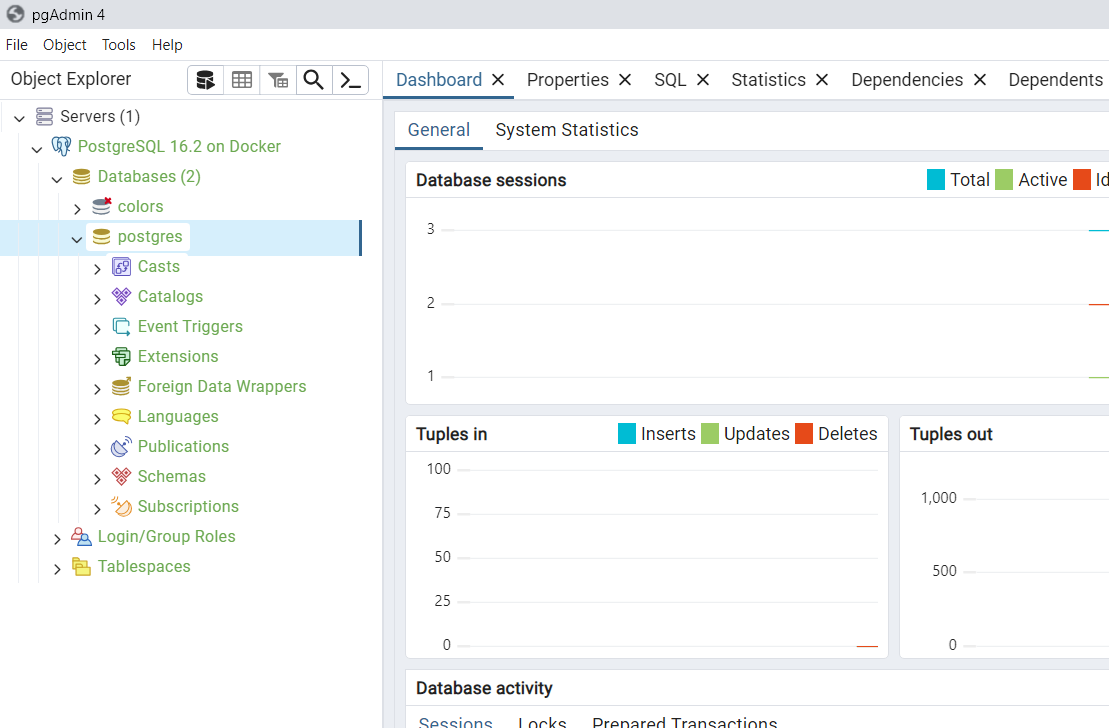 pgAdmin 4
File Object Tools Help
Object Explorer
Dashboard Properties SQL Statistics Dependencies Dependents
Servers (1)
PostgreSQL 16.2 on Docker
Databases (2)
colors
postgres
Casts
Catalogs
Event Triggers
Extensions
Foreign Data Wrappers
Languages
Publications
Schemas
Subscriptions
Login/Group Roles
Tablespaces
General System Statistics
Database sessions
Total Active Id
3
2
1
Tuples in
Inserts Updates Deletes
100
75
50
25
0
Tuples out
1,000
500
0
Database activity
Sessions Locks Prepared Transactions